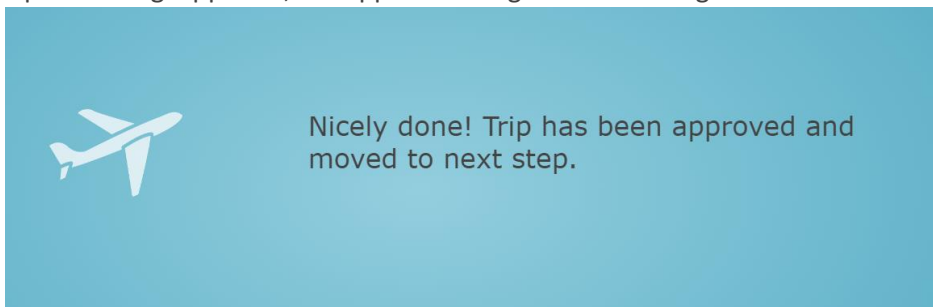 Nicely done! Trip has been approved and
moved to next step.